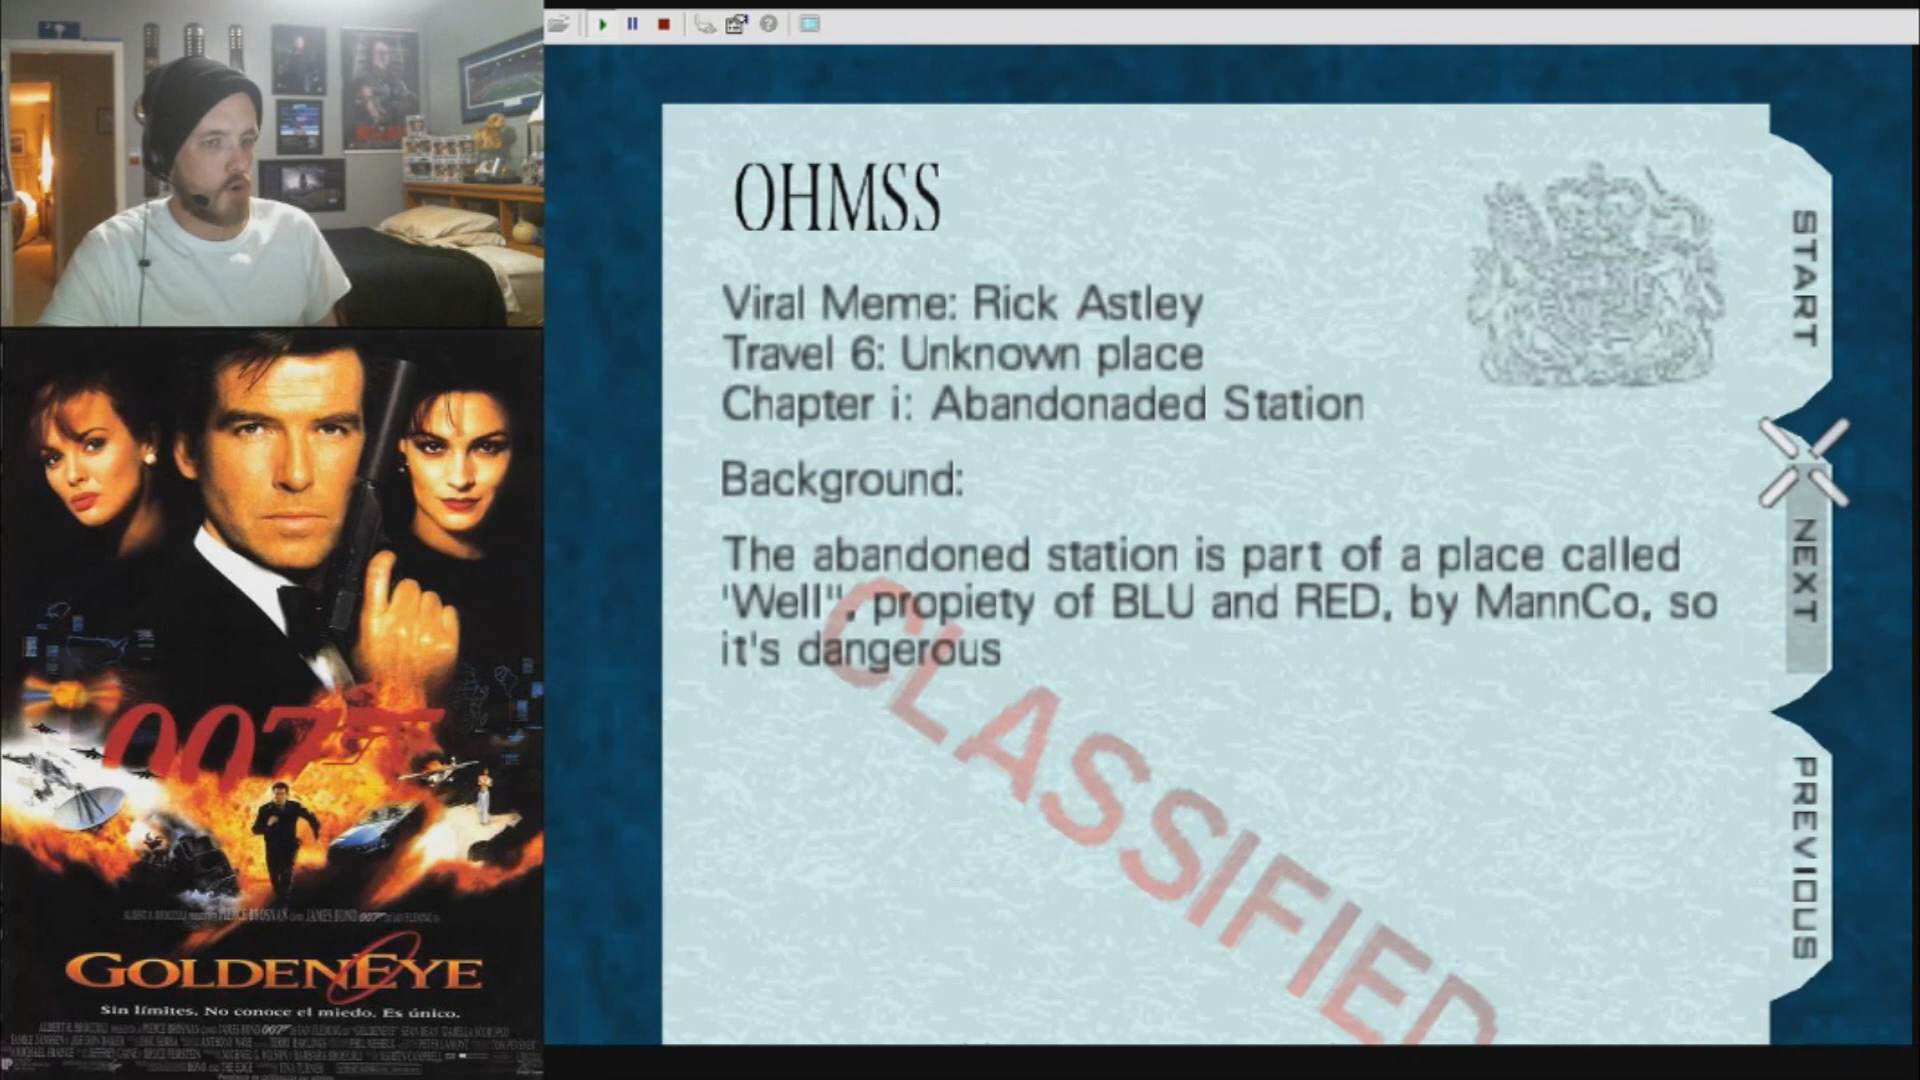 OHMSS
Viral Meme: Rick Astley
Travel 6: Unknown place
Chapter i: Abandonaded Station
Background:
The abandoned station is part of a place called
'Well", propiety of BLU and RED, by MannCo, so
it's dangerous
CLASSIFIED
START
NEXT
PREVIOUS
007
GOLDENEYE
Sin límites. No conoce el miedo. Es único.